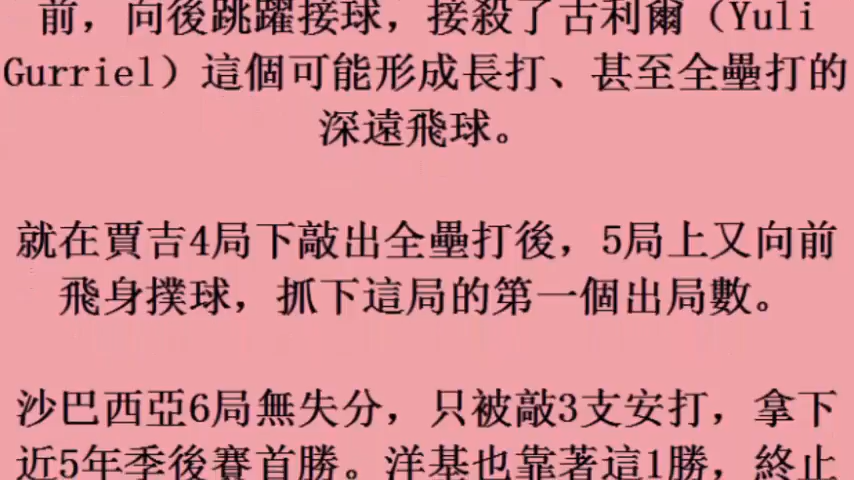 前，向後跳躍接球，接殺了古利爾（Yuli
Gurriel）這個可能形成長打、甚至全壘打的
深遠飛球。
就在賈吉4局下敲出全壘打後，5局上又向前
飛身撲球，抓下這局的第一個出局數。
沙巴西亞6局無失分，只被敲3支安打，拿下
近5年季後賽首勝。洋基也靠著這1勝，終止